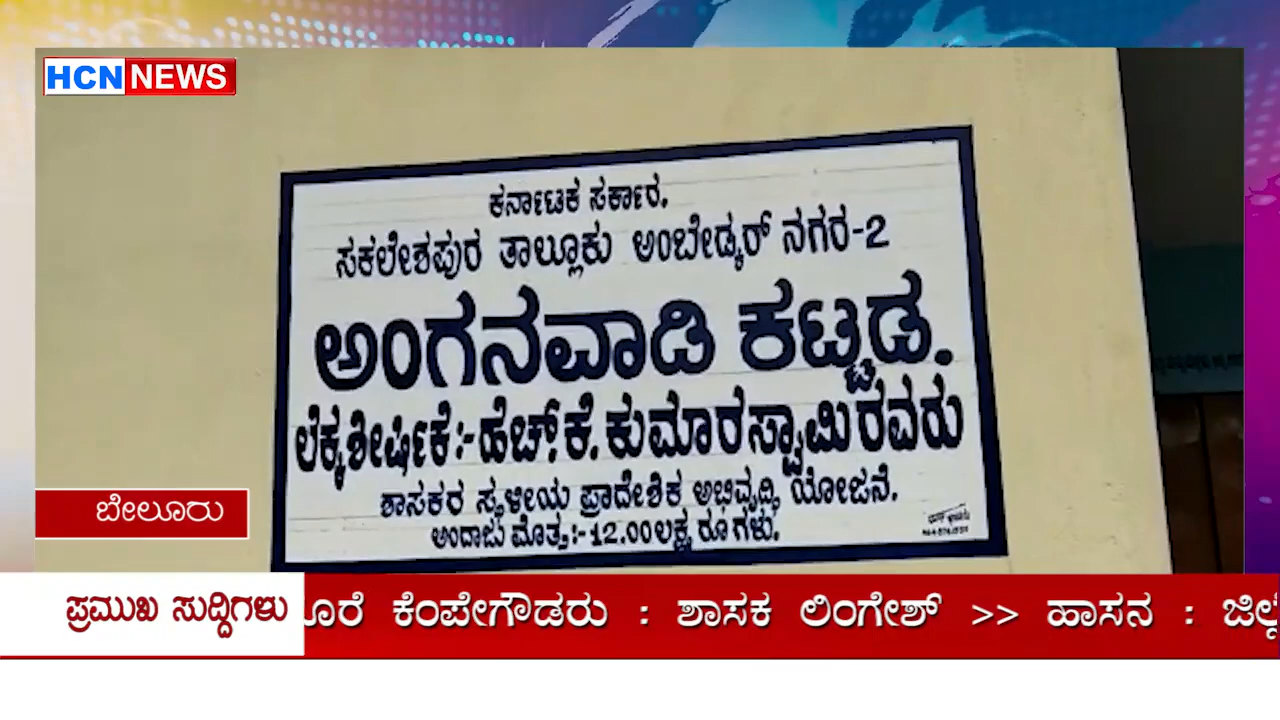 HCN NEWS
ಕರ್ನಾಟಕ ಸರ್ಕಾರ.
ಸಕಲೇಶಪುರ ತಾಲ್ಲೂಕು ಅಂಬೇಡ್ಕರ್ ನಗರ-2
ಅಂಗನವಾಡಿ ಕಟ್ಟಡ.
ಲೆಕ್ಕಶೀರ್ಷಿಕೆ:-ಹೆಚ್.ಕೆ.ಕುಮಾರಸ್ವಾಮಿರವರು
ಶಾಸಕರ ಸ್ಥಳೀಯ ಪ್ರಾದೇಶಿಕ ಅಭಿವೃದ್ಧಿ ಯೋಜನೆ.
ಅಂದಾಜು ಮೊತ್ತ:-12.00ಲಕ್ಷ ರೂಗಳು.
ಬೇಲೂರು
ಪ್ರಮುಖ ಸುದ್ದಿಗಳು ೂರೆ ಕೆಂಪೇಗೌಡರು : ಶಾಸಕ ಲಿಂಗೇಶ್ >> ಹಾಸನ : ಜಿಲ್